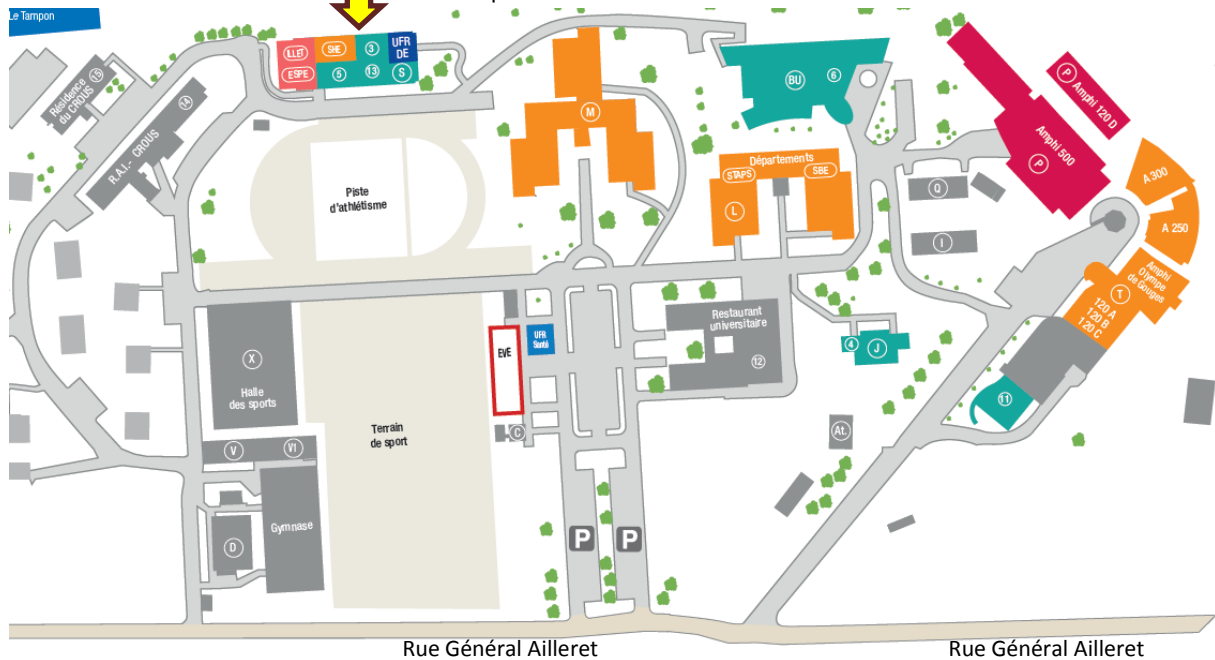 Le Tampon
ILLET
SHE
3
UFR
DE
ESPE
5
13
S
Résidence
du CROUS
15
14
R.A.I.- CROUS
M
BU
6
P
Amphi 120 D
Amphi 500
P
A 300
A 250
Départements
STAPS
SBE
L
Q
I
Piste
d'athlétisme
Amphi
Olympe
de Gouges
T
120 A
120 B
120 C
X
Halle
des sports
EVE
UFR
Santé
Restaurant
universitaire
12
4
J
11
Terrain
de sport
C
At.
V
V1
Gymnase
D
P
P
Rue Général Ailleret
Rue Général Ailleret